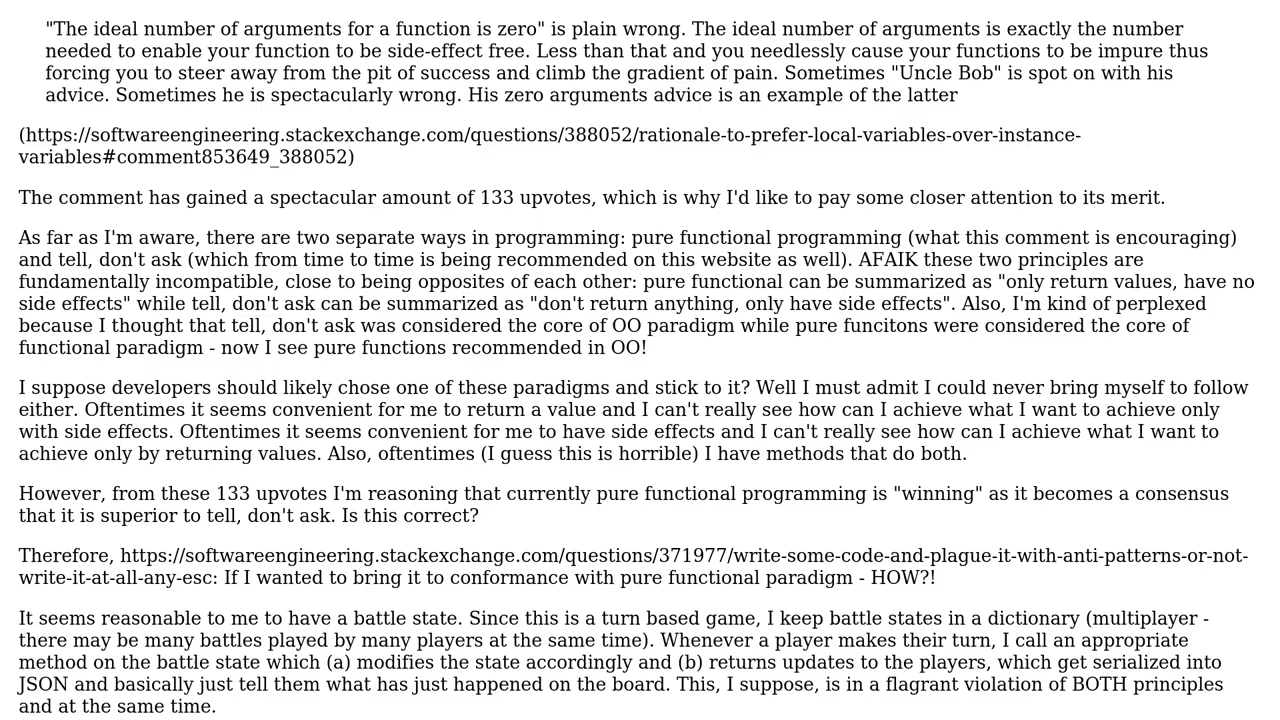 "The ideal number of arguments for a function is zero" is plain wrong. The ideal number of arguments is exactly the number
needed to enable your function to be side-effect free. Less than that and you needlessly cause your functions to be impure thus
forcing you to steer away from the pit of success and climb the gradient of pain. Sometimes "Uncle Bob" is spot on with his
advice. Sometimes he is spectacularly wrong. His zero arguments advice is an example of the latter
(https://softwareengineering.stackexchange.com/questions/388052/rationale-to-prefer-local-variables-over-instance-
variables#comment853649_388052)
The comment has gained a spectacular amount of 133 upvotes, which is why I'd like to pay some closer attention to its merit.
As far as I'm aware, there are two separate ways in programming: pure functional programming (what this comment is encouraging)
and tell, don't ask (which from time to time is being recommended on this website as well). AFAIK these two principles are
fundamentally incompatible, close to being opposites of each other: pure functional can be summarized as "only return values, have no
side effects" while tell, don't ask can be summarized as "don't return anything, only have side effects". Also, I'm kind of perplexed
because I thought that tell, don't ask was considered the core of OO paradigm while pure funcitons were considered the core of
functional paradigm - now I see pure functions recommended in OO!
I suppose developers should likely chose one of these paradigms and stick to it? Well I must admit I could never bring myself to follow
either. Oftentimes it seems convenient for me to return a value and I can't really see how can I achieve what I want to achieve only
with side effects. Oftentimes it seems convenient for me to have side effects and I can't really see how can I achieve what I want to
achieve only by returning values. Also, oftentimes (I guess this is horrible) I have methods that do both.
However, from these 133 upvotes I'm reasoning that currently pure functional programming is "winning" as it becomes a consensus
that it is superior to tell, don't ask. Is this correct?
Therefore, https://softwareengineering.stackexchange.com/questions/371977/write-some-code-and-plague-it-with-anti-patterns-or-not-
write-it-at-all-any-esc: If I wanted to bring it to conformance with pure functional paradigm - HOW?!
It seems reasonable to me to have a battle state. Since this is a turn based game, I keep battle states in a dictionary (multiplayer -
there may be many battles played by many players at the same time). Whenever a player makes their turn, I call an appropriate
method on the battle state which (a) modifies the state accordingly and (b) returns updates to the players, which get serialized into
JSON and basically just tell them what has just happened on the board. This, I suppose, is in a flagrant violation of BOTH principles
and at the same time.